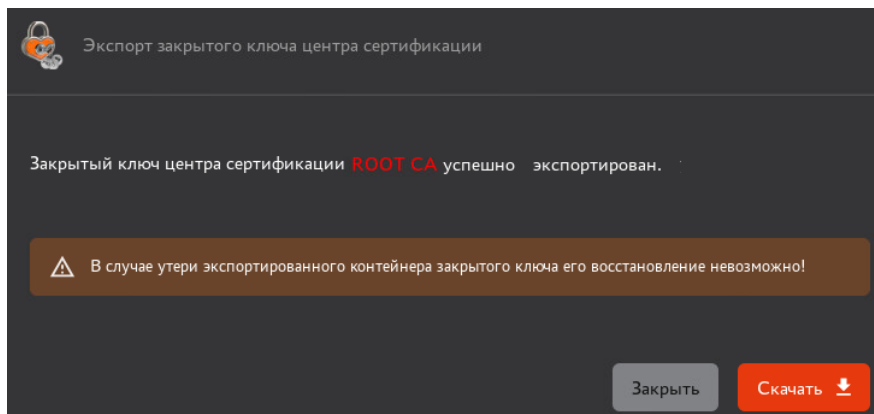 Экспорт закрытого ключа центра сертификации
Закрытый ключ центра сертификации ROOT CA успешно экспортирован.
В случае утери экспортированного контейнера закрытого ключа его восстановление невозможно!
Закрыть Скачать